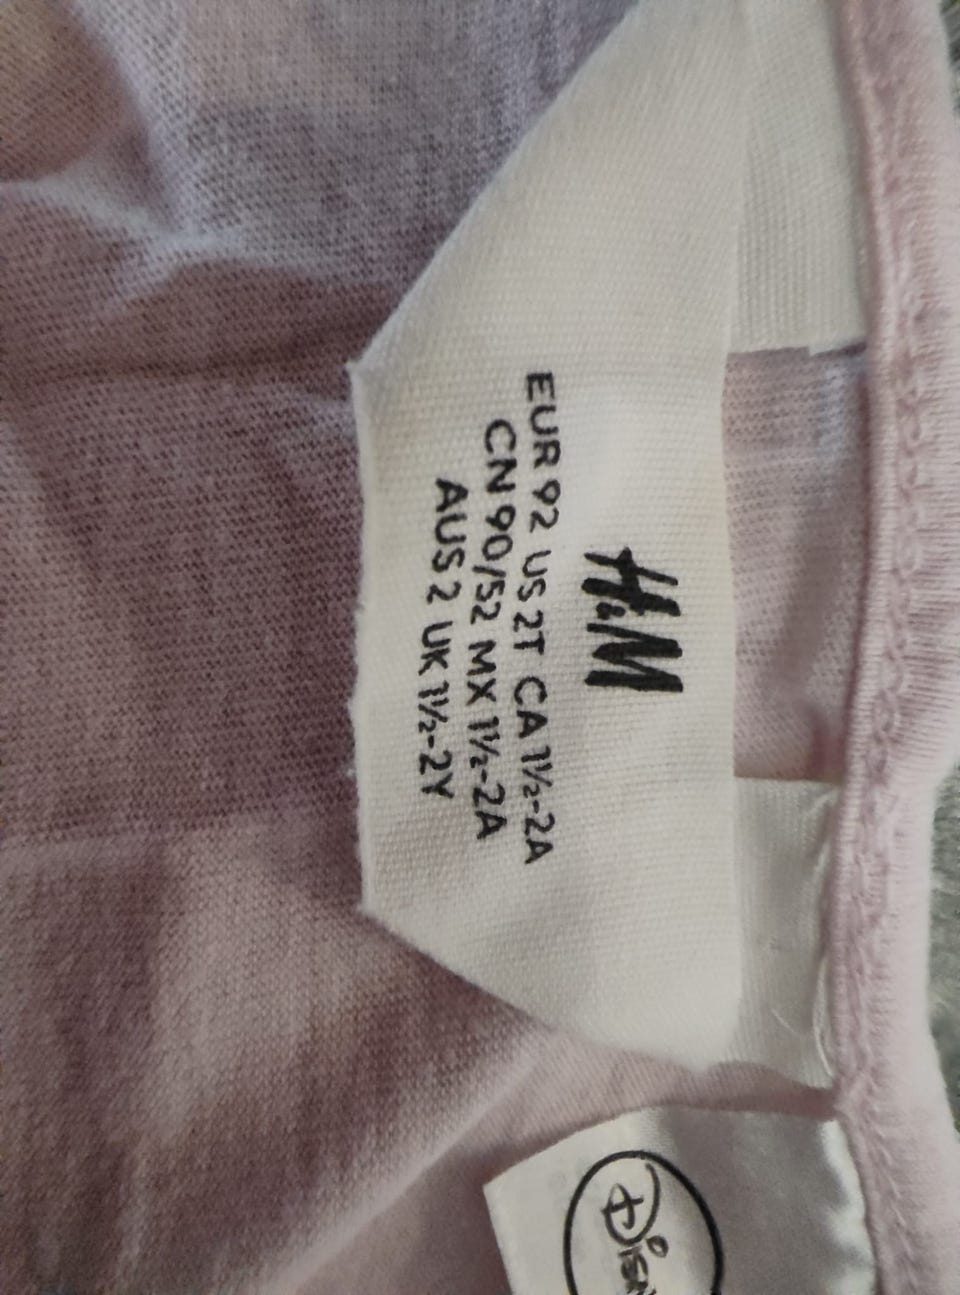 H&M
EUR 92 US 2T CA 1½-2A
CN 90/52 MX 1½-2A
AUS 2 UK 1½-2Y